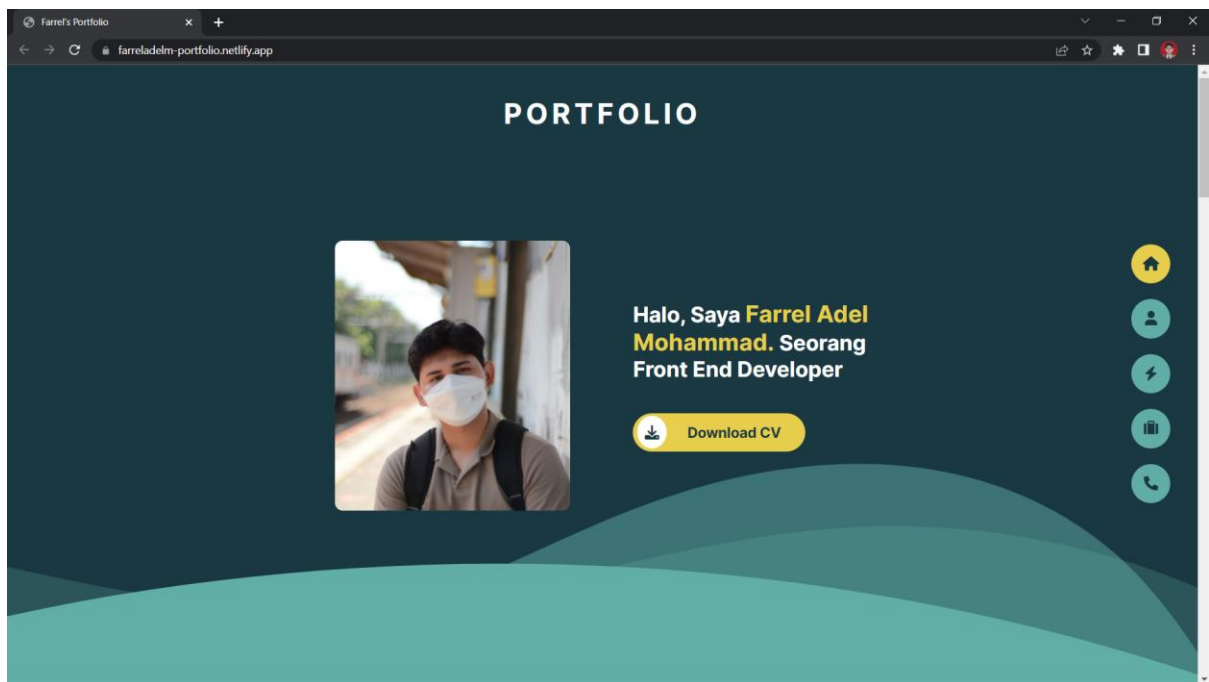 Farrel's Portfolio
farreladelm-portfolio.netlify.app
PORTFOLIO
Halo, Saya Farrel Adel
Mohammad. Seorang
Front End Developer
Download CV